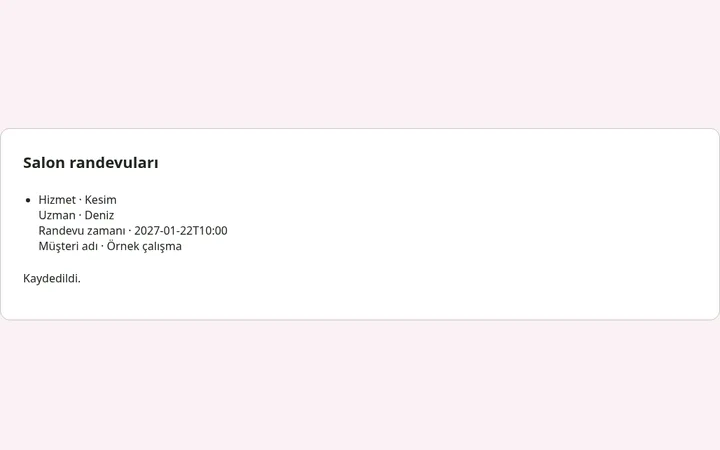 Salon randevuları
Hizmet · Kesim
Uzman · Deniz
Randevu zamanı · 2027-01-22T10:00
Müşteri adı · Örnek çalışma
Kaydedildi.